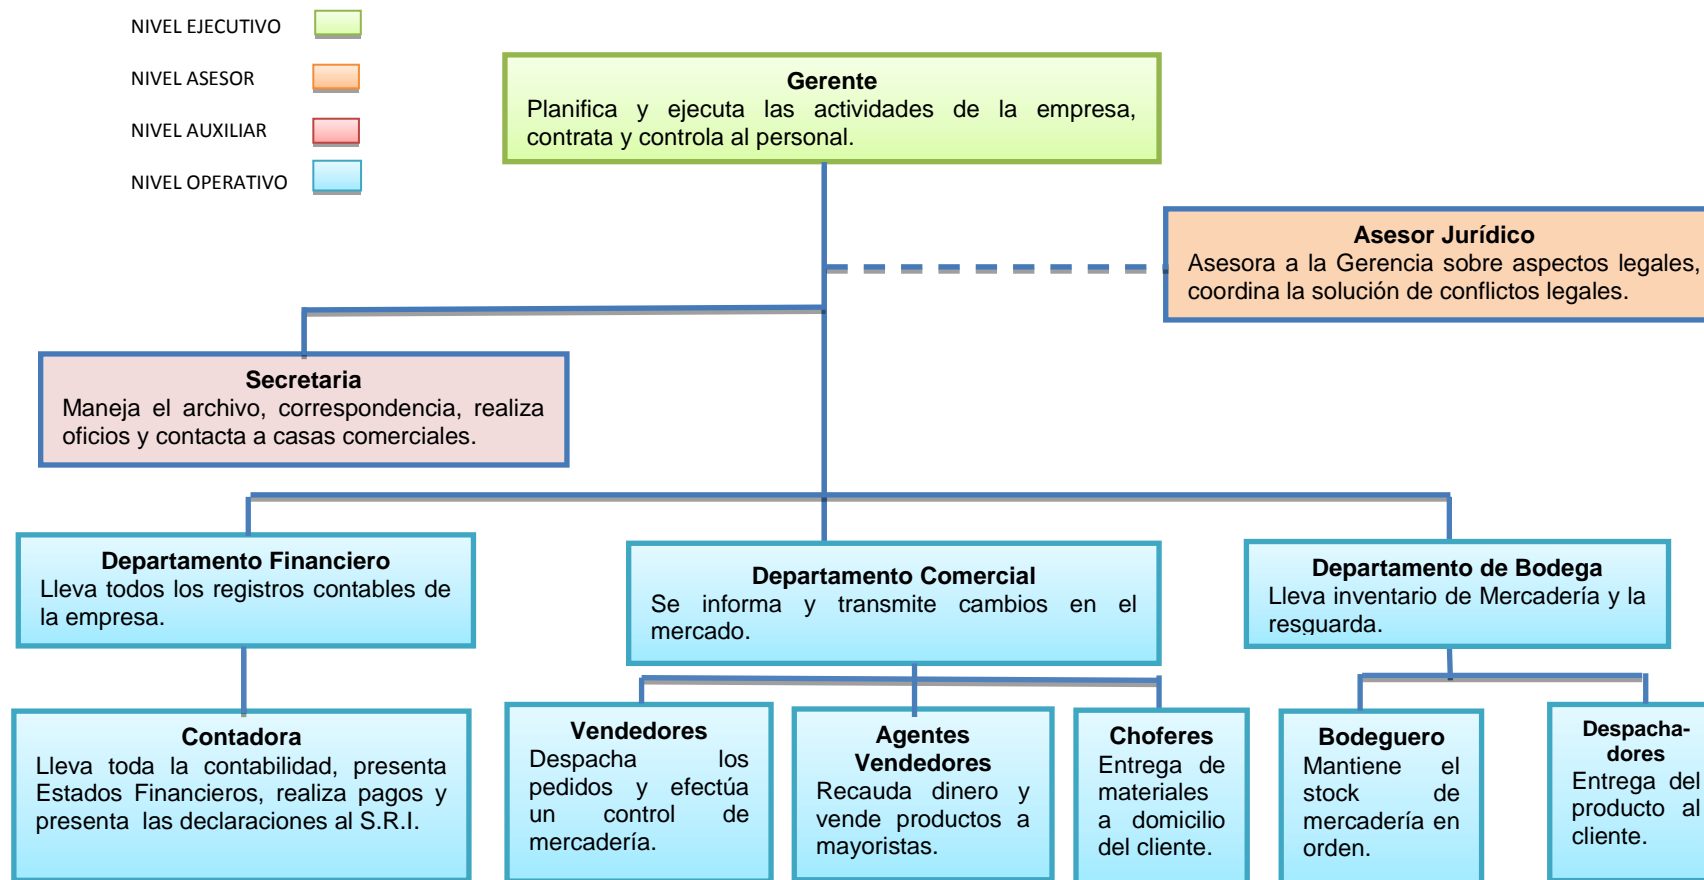 NIVEL EJECUTIVO
NIVEL ASESOR
NIVEL AUXILIAR
NIVEL OPERATIVO
Gerente
Planifica y ejecuta las actividades de la empresa,
contrata y controla al personal.
Asesor Jurídico
Asesora a la Gerencia sobre aspectos legales,
coordina la solución de conflictos legales.
Secretaria
Maneja el archivo, correspondencia, realiza
oficios y contacta a casas comerciales.
Departamento Financiero
Lleva todos los registros contables de
la empresa.
Departamento Comercial
Se informa y transmite cambios en el
mercado.
Departamento de Bodega
Lleva inventario de Mercadería y la
resguarda.
Contadora
Lleva toda la contabilidad, presenta
Estados Financieros, realiza pagos y
presenta las declaraciones al S.R.I.
Vendedores
Despacha los
pedidos y efectúa
un control de
mercadería.
Agentes
Vendedores
Recauda dinero y
vende productos a
mayoristas.
Choferes
Entrega de
materiales
a domicilio
del cliente.
Bodeguero
Mantiene el
stock de
mercadería en
orden.
Despacha-
dores
Entrega del
producto al
cliente.